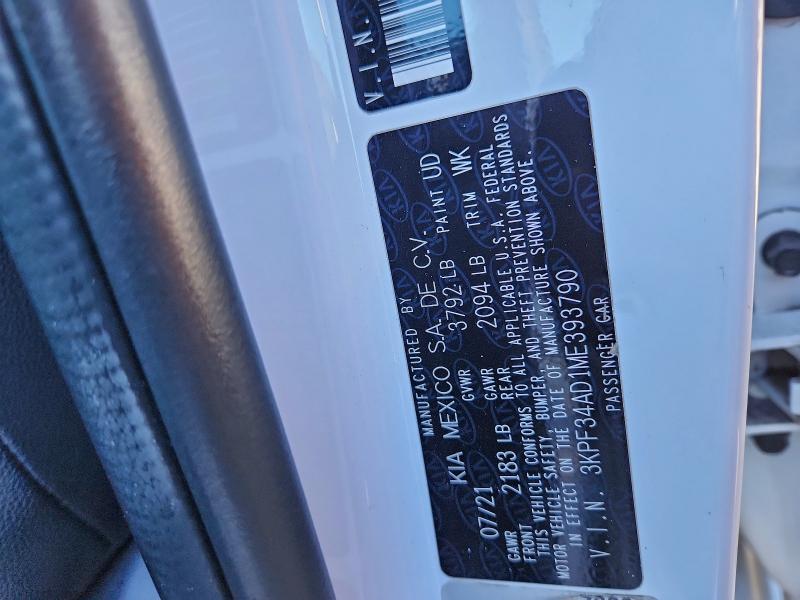 V.I.N.
MANUFACTURED BY
KIA MEXICO S.A. DE C.V.
07/21 GVWR 3792 LB PAINT UD
GAWR FRONT 2183 LB GAWR REAR 2094 LB TRIM WK
THIS VEHICLE CONFORMS TO ALL APPLICABLE U.S.A. FEDERAL
MOTOR VEHICLE SAFETY, BUMPER, AND THEFT PREVENTION STANDARDS
IN EFFECT ON THE DATE OF MANUFACTURE SHOWN ABOVE.
V.I.N. 3KPF34AD1ME393790
PASSENGER CAR